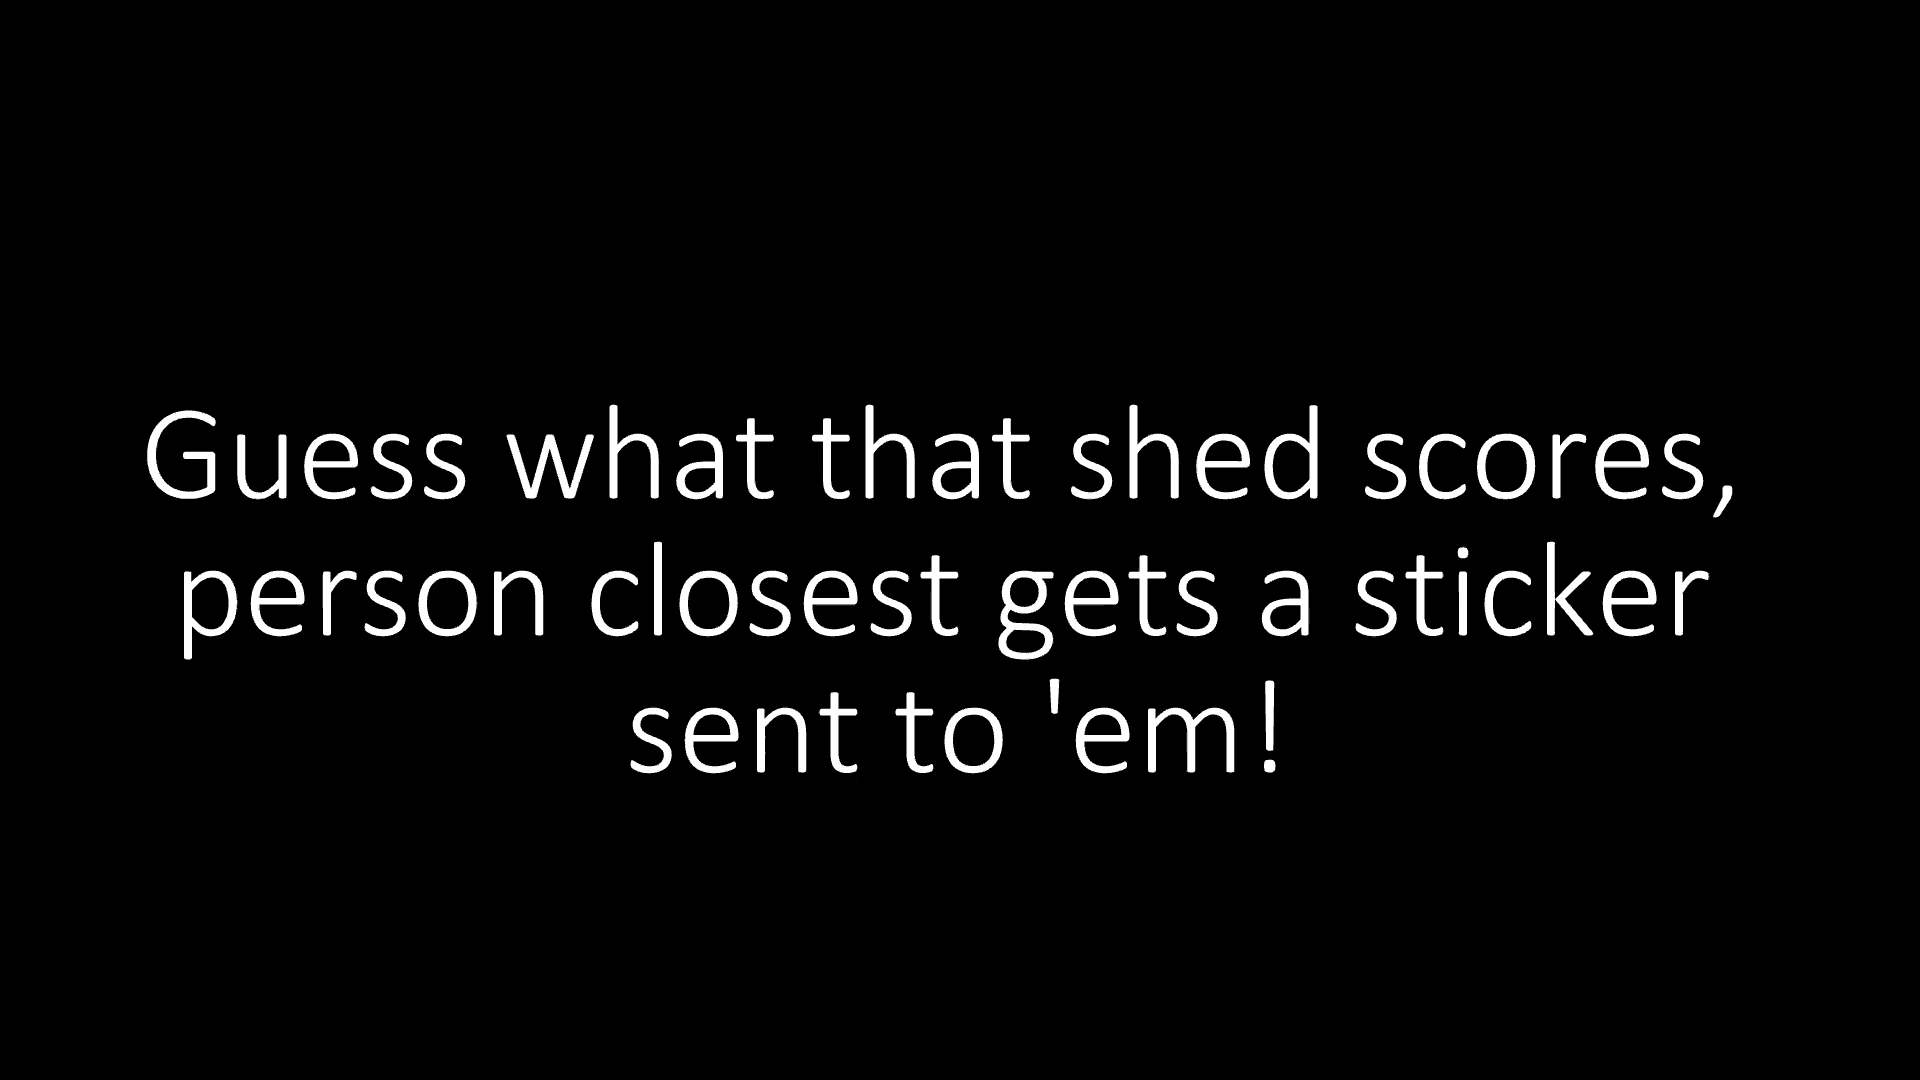 Guess what that shed scores,
person closest gets a sticker
sent to 'em!